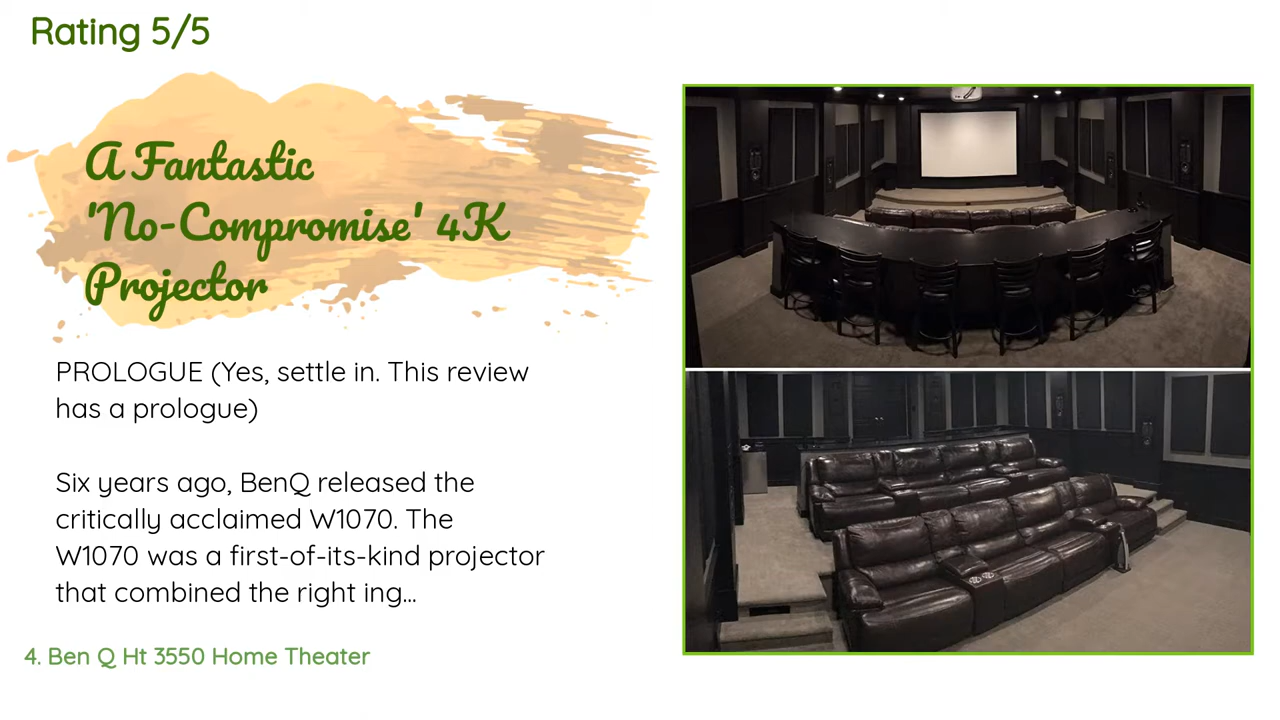 Rating 5/5
A Fantastic
'No-Compromise' 4K
Projector
PROLOGUE (Yes, settle in. This review
has a prologue)
Six years ago, BenQ released the
critically acclaimed W1070. The
W1070 was a first-of-its-kind projector
that combined the right ing...
4. Ben Q Ht 3550 Home Theater